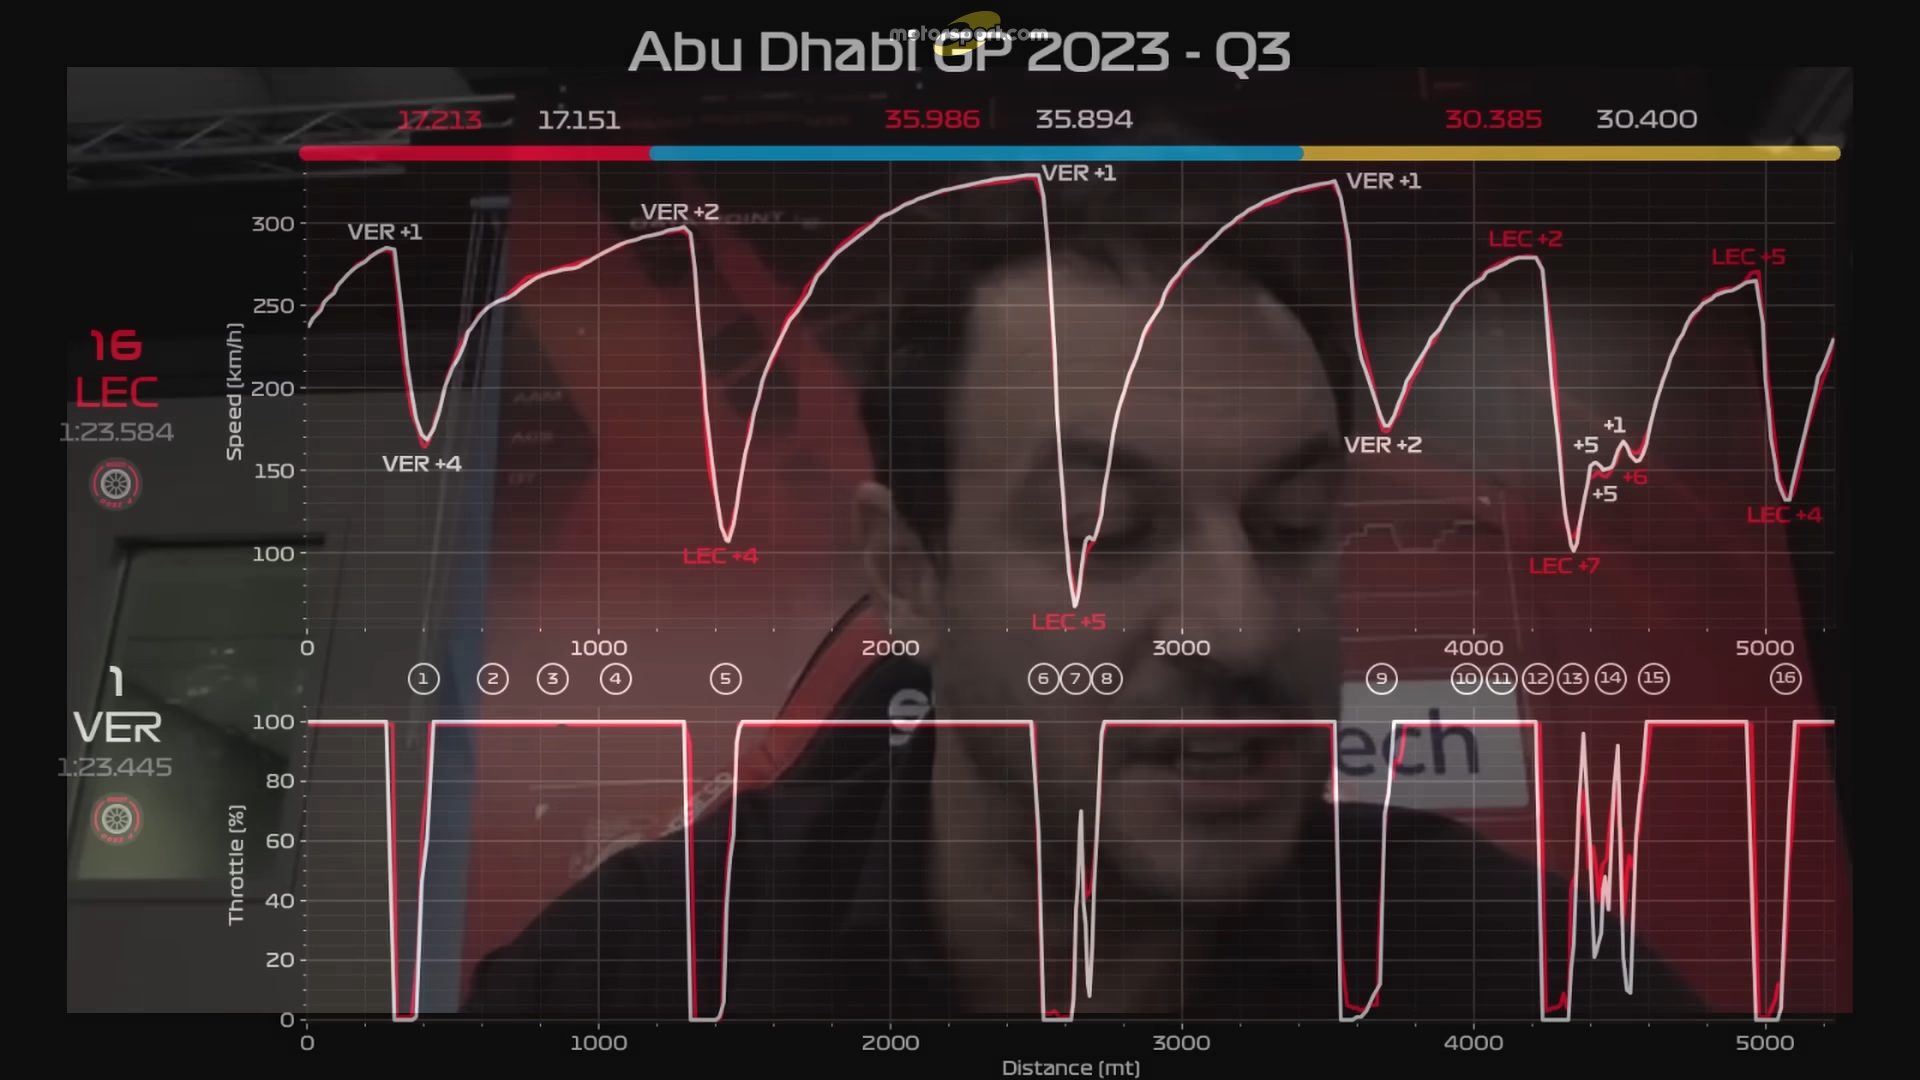 motorsport.com
Abu Dhabi GP 2023 - Q3
17.213 17.151 35.986 35.894 30.385 30.400
VER +1 VER +2 VER +1 VER +1 LEC +2 LEC +5
VER +4 LEC +4 LEC +5 VER +2 +5 +1 +5 +6 LEC +7 LEC +4
16
LEC
1:23.584
1
VER
1:23.445
Speed (km/h)
300
250
200
150
100
0 1000 2000 3000 4000 5000
1 2 3 4 5 6 7 8 9 10 11 12 13 14 15 16
Throttle (%)
100
80
60
40
20
0
0 1000 2000 3000 4000 5000
Distance (mt)
ech